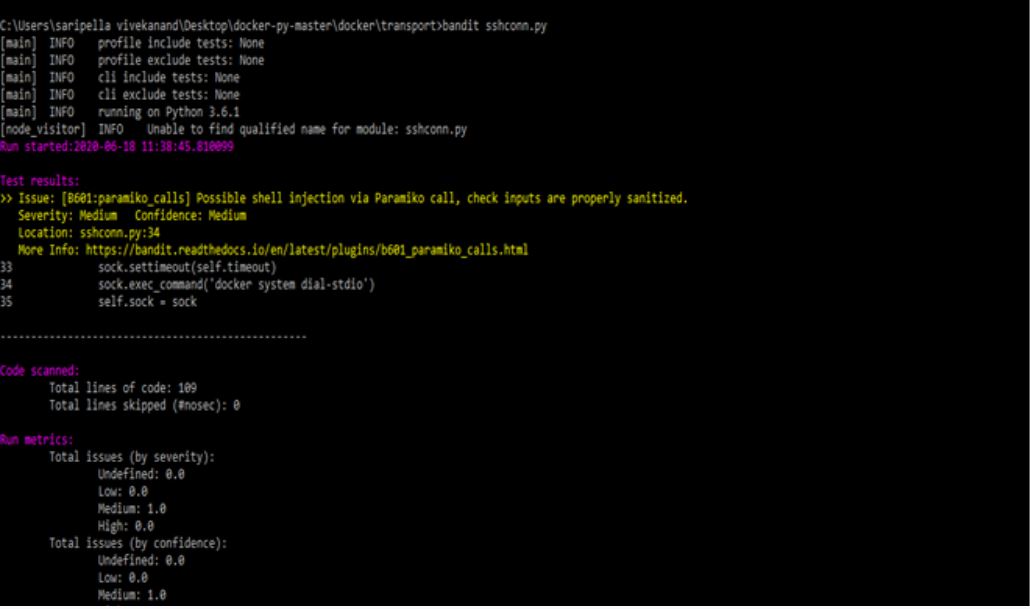 C:\Users\saripella vivekanand\Desktop\docker-py-master\docker\transport>bandit sshconn.py
[main] INFO profile include tests: None
[main] INFO profile exclude tests: None
[main] INFO cli include tests: None
[main] INFO cli exclude tests: None
[main] INFO running on Python 3.6.1
[node_visitor] INFO Unable to find qualified name for module: sshconn.py
Run started:2020-06-18 11:38:45.810099
Test results:
>> Issue: [B601:paramiko_calls] Possible shell injection via Paramiko call, check inputs are properly sanitized.
Severity: Medium Confidence: Medium
Location: sshconn.py:34
More Info: https://bandit.readthedocs.io/en/latest/plugins/b601_paramiko_calls.html
33 sock.settimeout(self.timeout)
34 sock.exec_command('docker system dial-stdio')
35 self.sock = sock
--------------------------------------------------
Code scanned:
Total lines of code: 109
Total lines skipped (#nosec): 0
Run metrics:
Total issues (by severity):
Undefined: 0.0
Low: 0.0
Medium: 1.0
High: 0.0
Total issues (by confidence):
Undefined: 0.0
Low: 0.0
Medium: 1.0